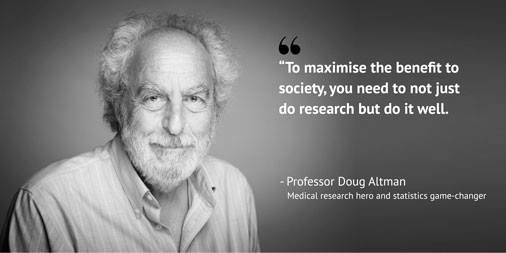 “To maximise the benefit to
society, you need to not just
do research but do it well.
- Professor Doug Altman
Medical research hero and statistics game-changer